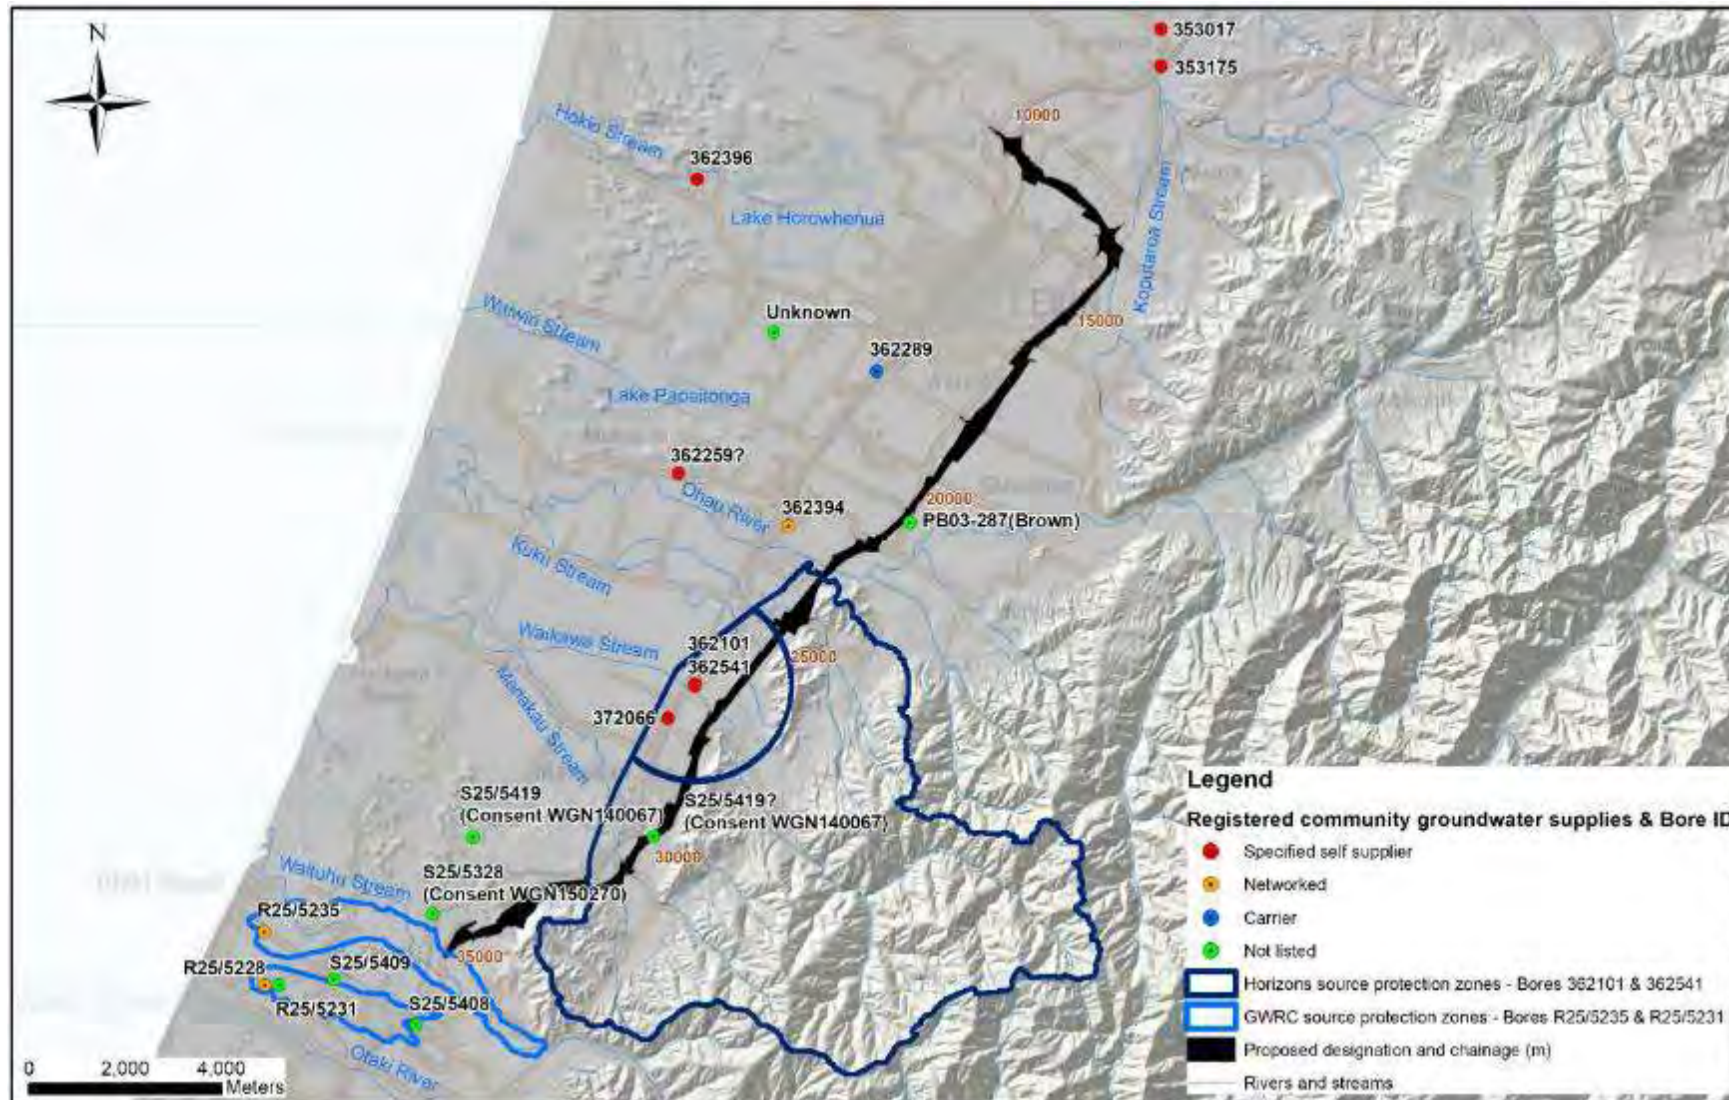 N
353017
353175
10000
Hokio Stream
362396
Lake Horowhenua
Koputaroa Stream
Unknown
15000
Wiriwiri Stream
362289
Lake Papaitonga
362259?
Ohau River
362394
20000
PB03-287(Brown)
Kuku Stream
Waikawa Stream
362101
362541
25000
Manakau Stream
372066
S25/5419
(Consent WGN140067)
S25/5419?
(Consent WGN140067)
30000
Waituhu Stream
S25/5328
(Consent WGN150270)
R25/5235
35000
R25/5228
S25/5409
R25/5231
S25/5408
Otaki River
0 2,000 4,000
Meters
Legend
Registered community groundwater supplies & Bore ID
Specified self supplier
Networked
Carrier
Not listed
Horizons source protection zones - Bores 362101 & 362541
GWRC source protection zones - Bores R25/5235 & R25/5231
Proposed designation and chainage (m)
Rivers and streams